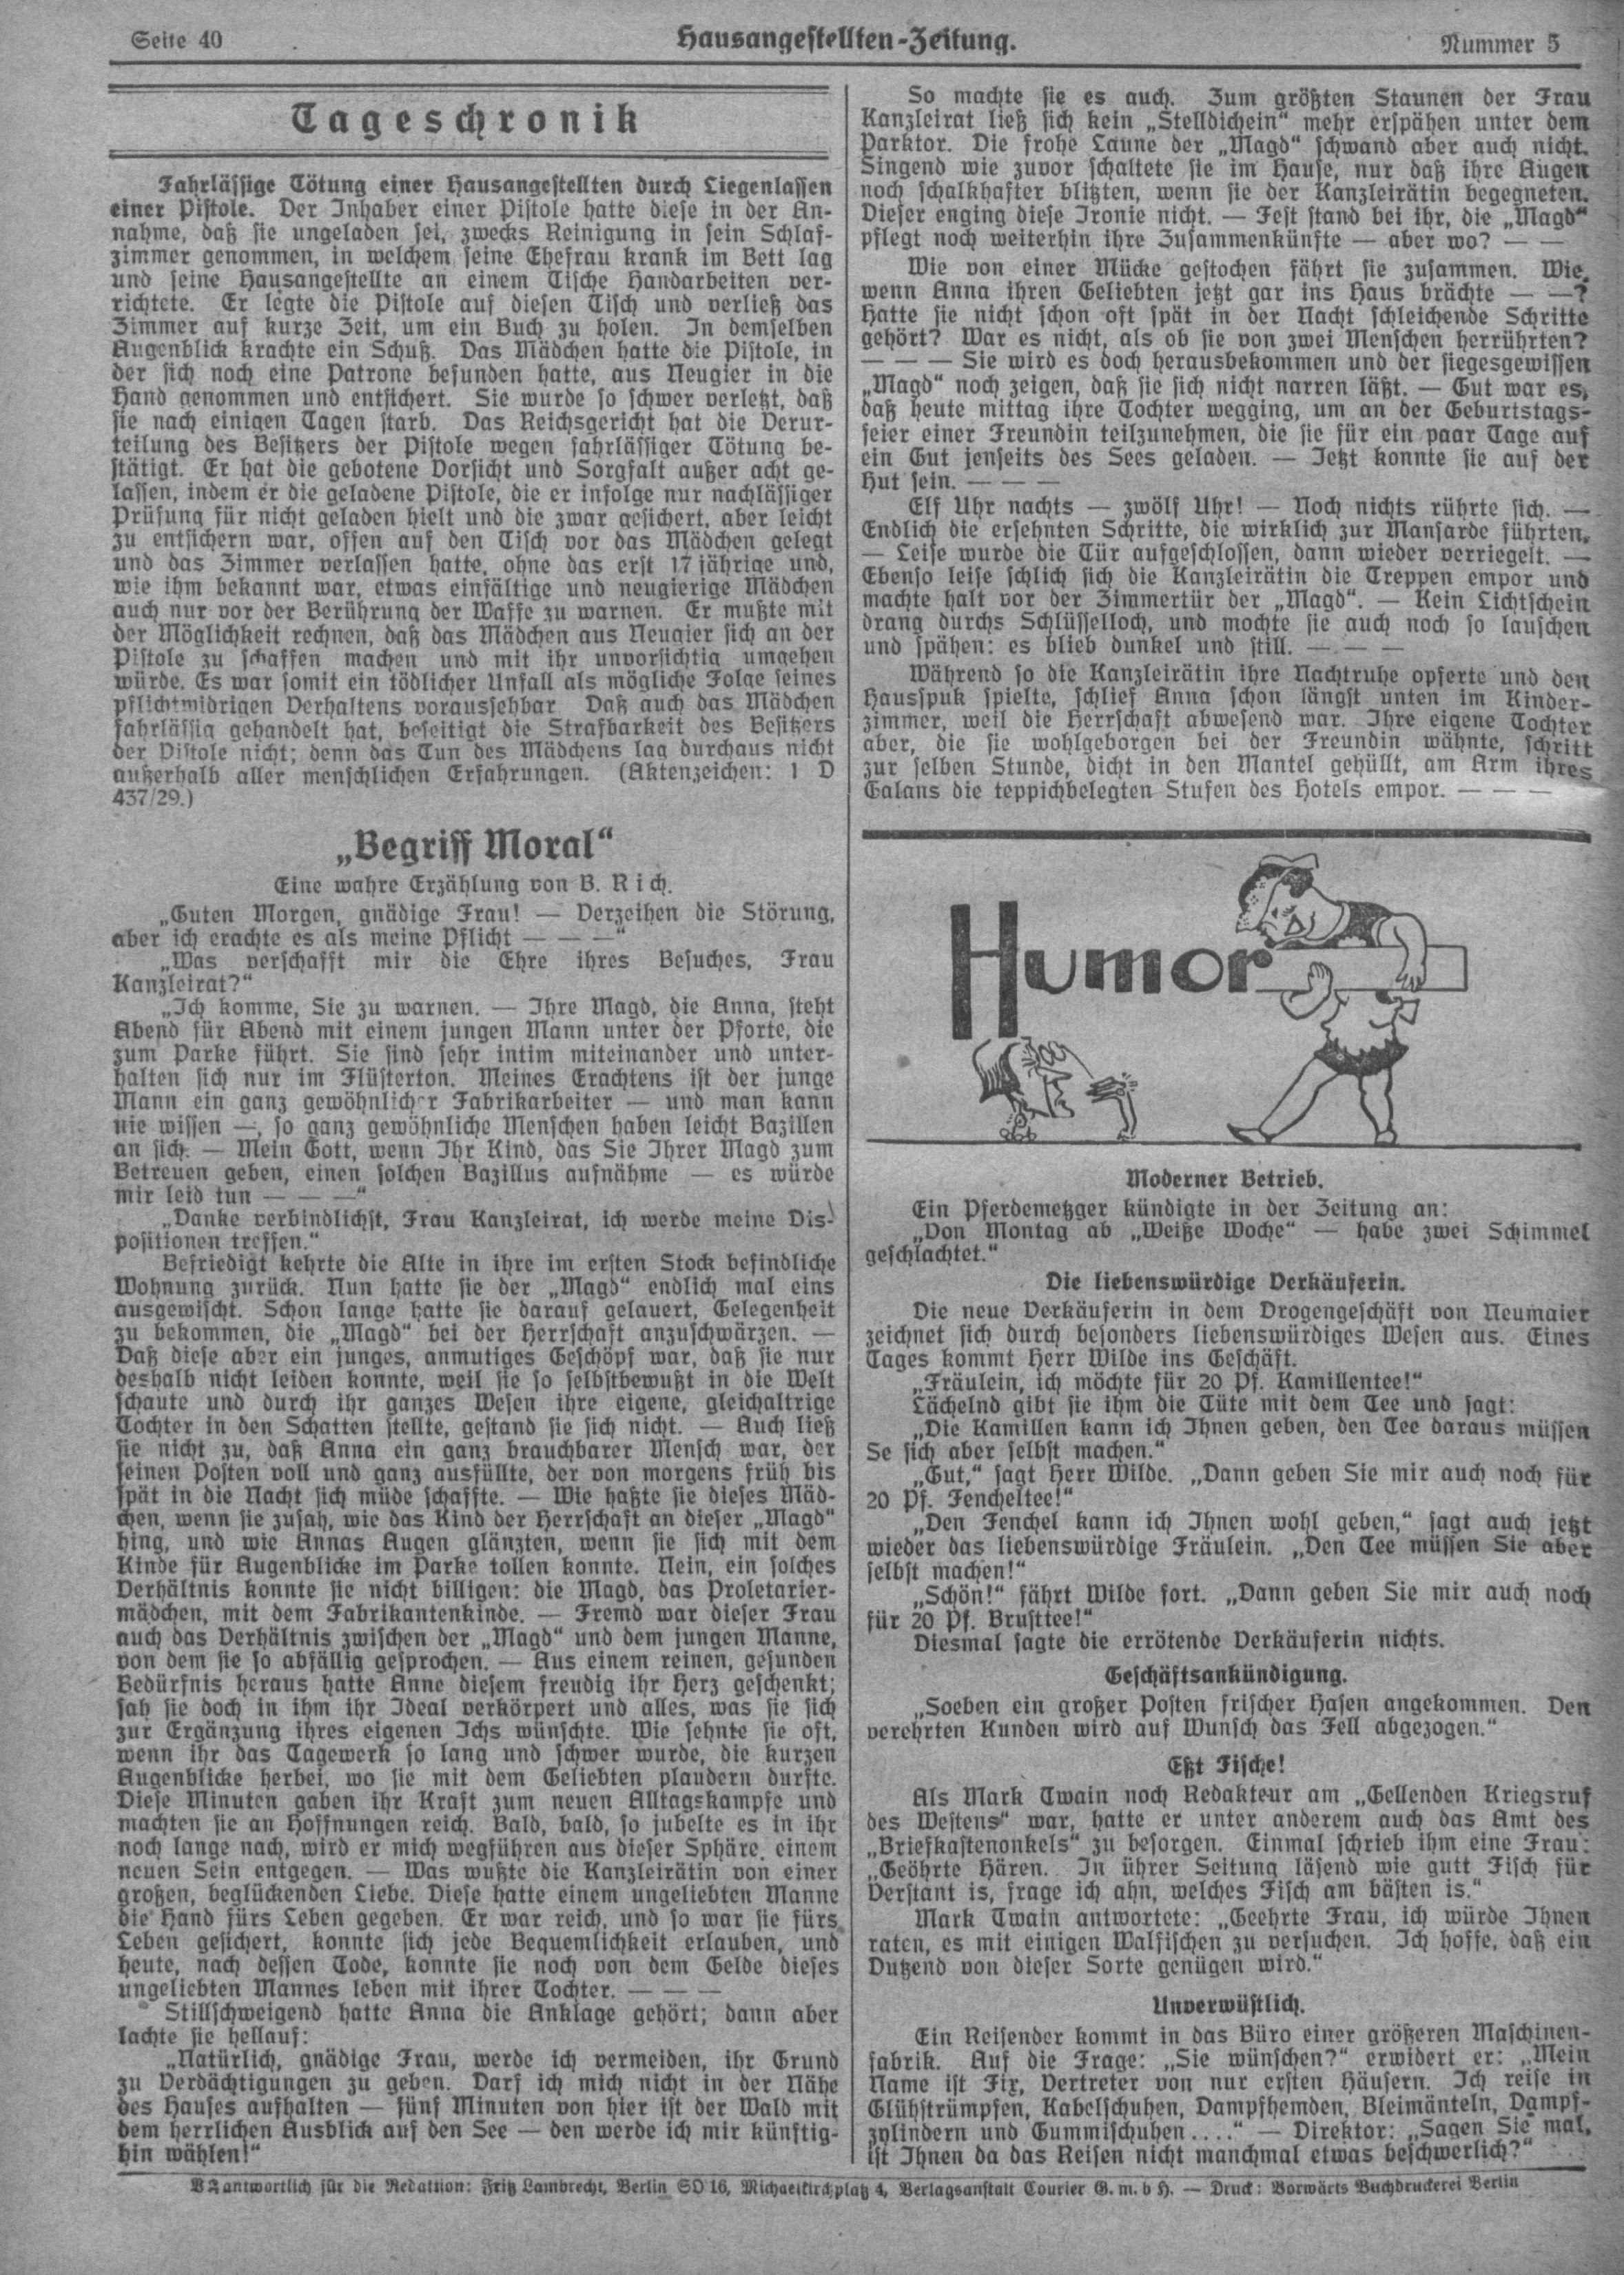 Seite 40
Hausangestellten-Zeitung.
Nummer 5
Tageschronik
Fahrlässige Tötung einer Hausangestellten durch Liegenlassen
einer Pistole. Der Inhaber einer Pistole hatte diese in der An-
nahme, daß sie ungeladen sei, zwecks Reinigung in sein Schlaf-
zimmer genommen, in welchem seine Ehefrau krank im Bett lag
und seine Hausangestellte an einem Tische Handarbeiten ver-
richtete. Er legte die Pistole auf diesen Tisch und verließ das
Zimmer auf kurze Zeit, um ein Buch zu holen. In demselben
Augenblick krachte ein Schuß. Das Mädchen hatte die Pistole, in
der sich noch eine Patrone befunden hatte, aus Neugier in die
Hand genommen und entsichert. Sie wurde so schwer verletzt, daß
sie nach einigen Tagen starb. Das Reichsgericht hat die Verur-
teilung des Besitzers der Pistole wegen fahrlässiger Tötung be-
stätigt. Er hat die gebotene Vorsicht und Sorgfalt außer acht ge-
lassen, indem er die geladene Pistole, die er infolge nur nachlässiger
Prüfung für nicht geladen hielt und die zwar gesichert, aber leicht
zu entsichern war, offen auf den Tisch vor das Mädchen gelegt
und das Zimmer verlassen hatte, ohne das erst 17jährige und,
wie ihm bekannt war, etwas einfältige und neugierige Mädchen
auch nur vor der Berührung der Waffe zu warnen. Er mußte mit
der Möglichkeit rechnen, daß das Mädchen aus Neugier sich an der
Pistole zu schaffen machen und mit ihr unvorsichtig umgehen
würde. Es war somit ein tödlicher Unfall als mögliche Folge seines
pflichtwidrigen Verhaltens voraussehbar Daß auch das Mädchen
fahrlässig gehandelt hat, beseitigt die Strafbarkeit des Besitzers
der Pistole nicht; denn das Tun des Mädchens lag durchaus nicht
außerhalb aller menschlichen Erfahrungen. (Aktenzeichen: 1 D
437/29.)
„Begriff Moral“
Eine wahre Erzählung von B. Rich.
„Guten Morgen, gnädige Frau! — Verzeihen die Störung,
aber ich erachte es als meine Pflicht — — —“
„Was verschafft mir die Ehre ihres Besuches, Frau
Kanzleirat?“
„Ich komme, Sie zu warnen. — Ihre Magd, die Anna, steht
Abend für Abend mit einem jungen Mann unter der Pforte, die
zum Parke führt. Sie sind sehr intim miteinander und unter-
halten sich nur im Flüsterton. Meines Erachtens ist der junge
Mann ein ganz gewöhnlicher Fabrikarbeiter — und man kann
nie wissen —, so ganz gewöhnliche Menschen haben leicht Bazillen
an sich. — Mein Gott, wenn Ihr Kind, das Sie Ihrer Magd zum
Betreuen geben, einen solchen Bazillus aufnähme — es würde
mir leid tun — — —“
„Danke verbindlichst, Frau Kanzleirat, ich werde meine Dis-
positionen treffen.“
Befriedigt kehrte die Alte in ihre im ersten Stock befindliche
Wohnung zurück. Nun hatte sie der „Magd“ endlich mal eins
ausgewischt. Schon lange hatte sie darauf gelauert, Gelegenheit
zu bekommen, die „Magd“ bei der Herrschaft anzuschwärzen. —
Daß diese aber ein junges, anmutiges Geschöpf war, daß sie nur
deshalb nicht leiden konnte, weil sie so selbstbewußt in die Welt
schaute und durch ihr ganzes Wesen ihre eigene, gleichaltrige
Tochter in den Schatten stellte, gestand sie sich nicht. — Auch ließ
sie nicht zu, daß Anna ein ganz brauchbarer Mensch war, der
seinen Posten voll und ganz ausfüllte, der von morgens früh bis
spät in die Nacht sich müde schaffte. — Wie haßte sie dieses Mäd-
chen, wenn sie zusah, wie das Kind der Herrschaft an dieser „Magd“
hing, und wie Annas Augen glänzten, wenn sie sich mit dem
Kinde für Augenblicke im Parke tollen konnte. Nein, ein solches
Verhältnis konnte sie nicht billigen: die Magd, das Proletarier-
mädchen, mit dem Fabrikantenkinde. — Fremd war dieser Frau
auch das Verhältnis zwischen der „Magd“ und dem jungen Manne,
von dem sie so abfällig gesprochen. — Aus einem reinen, gesunden
Bedürfnis heraus hatte Anne diesem freudig ihr Herz geschenkt;
sah sie doch in ihm ihr Ideal verkörpert und alles, was sie sich
zur Ergänzung ihres eigenen Ichs wünschte. Wie sehnte sie oft,
wenn ihr das Tagewerk so lang und schwer wurde, die kurzen
Augenblicke herbei, wo sie mit dem Geliebten plaudern durfte.
Diese Minuten gaben ihr Kraft zum neuen Alltagskampfe und
machten sie an Hoffnungen reich. Bald, bald, so jubelte es in ihr
noch lange nach, wird er mich wegführen aus dieser Sphäre, einem
neuen Sein entgegen. — Was wußte die Kanzleirätin von einer
großen, beglückenden Liebe. Diese hatte einem ungeliebten Manne
die Hand fürs Leben gegeben. Er war reich, und so war sie fürs
Leben gesichert, konnte sich jede Bequemlichkeit erlauben, und
heute, nach dessen Tode, konnte sie noch von dem Gelde dieses
ungeliebten Mannes leben mit ihrer Tochter. — — —
Stillschweigend hatte Anna die Anklage gehört; dann aber
lachte sie hellauf:
„Natürlich, gnädige Frau, werde ich vermeiden, ihr Grund
zu Verdächtigungen zu geben. Darf ich mich nicht in der Nähe
des Hauses aufhalten — fünf Minuten von hier ist der Wald mit
dem herrlichen Ausblick auf den See — den werde ich mir künftig-
hin wählen!“
So machte sie es auch. Zum größten Staunen der Frau
Kanzleirat ließ sich kein „Stelldichein“ mehr erspähen unter dem
Parktor. Die frohe Laune der „Magd“ schwand aber auch nicht.
Singend wie zuvor schaltete sie im Hause, nur daß ihre Augen
noch schalkhafter blitzten, wenn sie der Kanzleirätin begegneten.
Dieser enging diese Ironie nicht. — Fest stand bei ihr, die „Magd“
pflegt noch weiterhin ihre Zusammenkünfte — aber wo? — —
Wie von einer Mücke gestochen fährt sie zusammen. Wie,
wenn Anna ihren Geliebten jetzt gar ins Haus brächte — —?
Hatte sie nicht schon oft spät in der Nacht schleichende Schritte
gehört? War es nicht, als ob sie von zwei Menschen herrührten?
— — — Sie wird es doch herausbekommen und der siegesgewissen
„Magd“ noch zeigen, daß sie sich nicht narren läßt. — Gut war es,
daß heute mittag ihre Tochter wegging, um an der Geburtstags-
feier einer Freundin teilzunehmen, die sie für ein paar Tage auf
ein Gut jenseits des Sees geladen. — Jetzt konnte sie auf der
Hut sein. — — —
Elf Uhr nachts — zwölf Uhr! — Noch nichts rührte sich. —
Endlich die ersehnten Schritte, die wirklich zur Mansarde führten.
— Leise wurde die Tür aufgeschlossen, dann wieder verriegelt. —
Ebenso leise schlich sich die Kanzleirätin die Treppen empor und
machte halt vor der Zimmertür der „Magd“. — Kein Lichtschein
drang durchs Schlüsselloch, und mochte sie auch noch so lauschen
und spähen: es blieb dunkel und still. — — —
Während so die Kanzleirätin ihre Nachtruhe opferte und den
Hausspuk spielte, schlief Anna schon längst unten im Kinder-
zimmer, weil die Herrschaft abwesend war. Ihre eigene Tochter
aber, die sie wohlgeborgen bei der Freundin wähnte, schritt
zur selben Stunde, dicht in den Mantel gehüllt, am Arm ihres
Galans die teppichbelegten Stufen des Hotels empor. — — —
Humor
Moderner Betrieb.
Ein Pferdemetzger kündigte in der Zeitung an:
„Von Montag ab „Weiße Woche“ — habe zwei Schimmel
geschlachtet.“
Die liebenswürdige Verkäuferin.
Die neue Verkäuferin in dem Drogengeschäft von Neumaier
zeichnet sich durch besonders liebenswürdiges Wesen aus. Eines
Tages kommt Herr Wilde ins Geschäft.
„Fräulein, ich möchte für 20 Pf. Kamillentee!“
Lächelnd gibt sie ihm die Tüte mit dem Tee und sagt:
„Die Kamillen kann ich Ihnen geben, den Tee daraus müssen
Se sich aber selbst machen.“
„Gut,“ sagt Herr Wilde. „Dann geben Sie mir auch noch für
20 Pf. Fencheltee!“
„Den Fenchel kann ich Ihnen wohl geben,“ sagt auch jetzt
wieder das liebenswürdige Fräulein. „Den Tee müssen Sie aber
selbst machen!“
„Schön!“ fährt Wilde fort. „Dann geben Sie mir auch noch
für 20 Pf. Brusttee!“
Diesmal sagte die errötende Verkäuferin nichts.
Geschäftsankündigung.
„Soeben ein großer Posten frischer Hasen angekommen. Den
verehrten Kunden wird auf Wunsch das Fell abgezogen.“
Eßt Fische!
Als Mark Twain noch Redakteur am „Gellenden Kriegsruf
des Westens“ war, hatte er unter anderem auch das Amt des
„Briefkastenonkels“ zu besorgen. Einmal schrieb ihm eine Frau:
„Geöhrte Hären. In ührer Seitung läsend wie gutt Fisch für
Verstant is, frage ich ahn, welches Fisch am bästen is.“
Mark Twain antwortete: „Geehrte Frau, ich würde Ihnen
raten, es mit einigen Walfischen zu versuchen. Ich hoffe, daß ein
Dutzend von dieser Sorte genügen wird.“
Unverwüstlich.
Ein Reisender kommt in das Büro einer größeren Maschinen-
fabrik. Auf die Frage: „Sie wünschen?“ erwidert er: „Mein
Name ist Fix, Vertreter von nur ersten Häusern. Ich reise in
Glühstrümpfen, Kabelschuhen, Dampfhemden, Bleimänteln, Dampf-
zylindern und Gummischuhen....“ — Direktor: „Sagen Sie mal,
ist Ihnen da das Reisen nicht manchmal etwas beschwerlich?“
Verantwortlich für die Redaktion: Fritz Lambrecht, Berlin SO 16, Michaelkirchplatz 4, Verlagsanstalt Courier G. m. b H. — Druck: Vorwärts Buchdruckerei Berlin